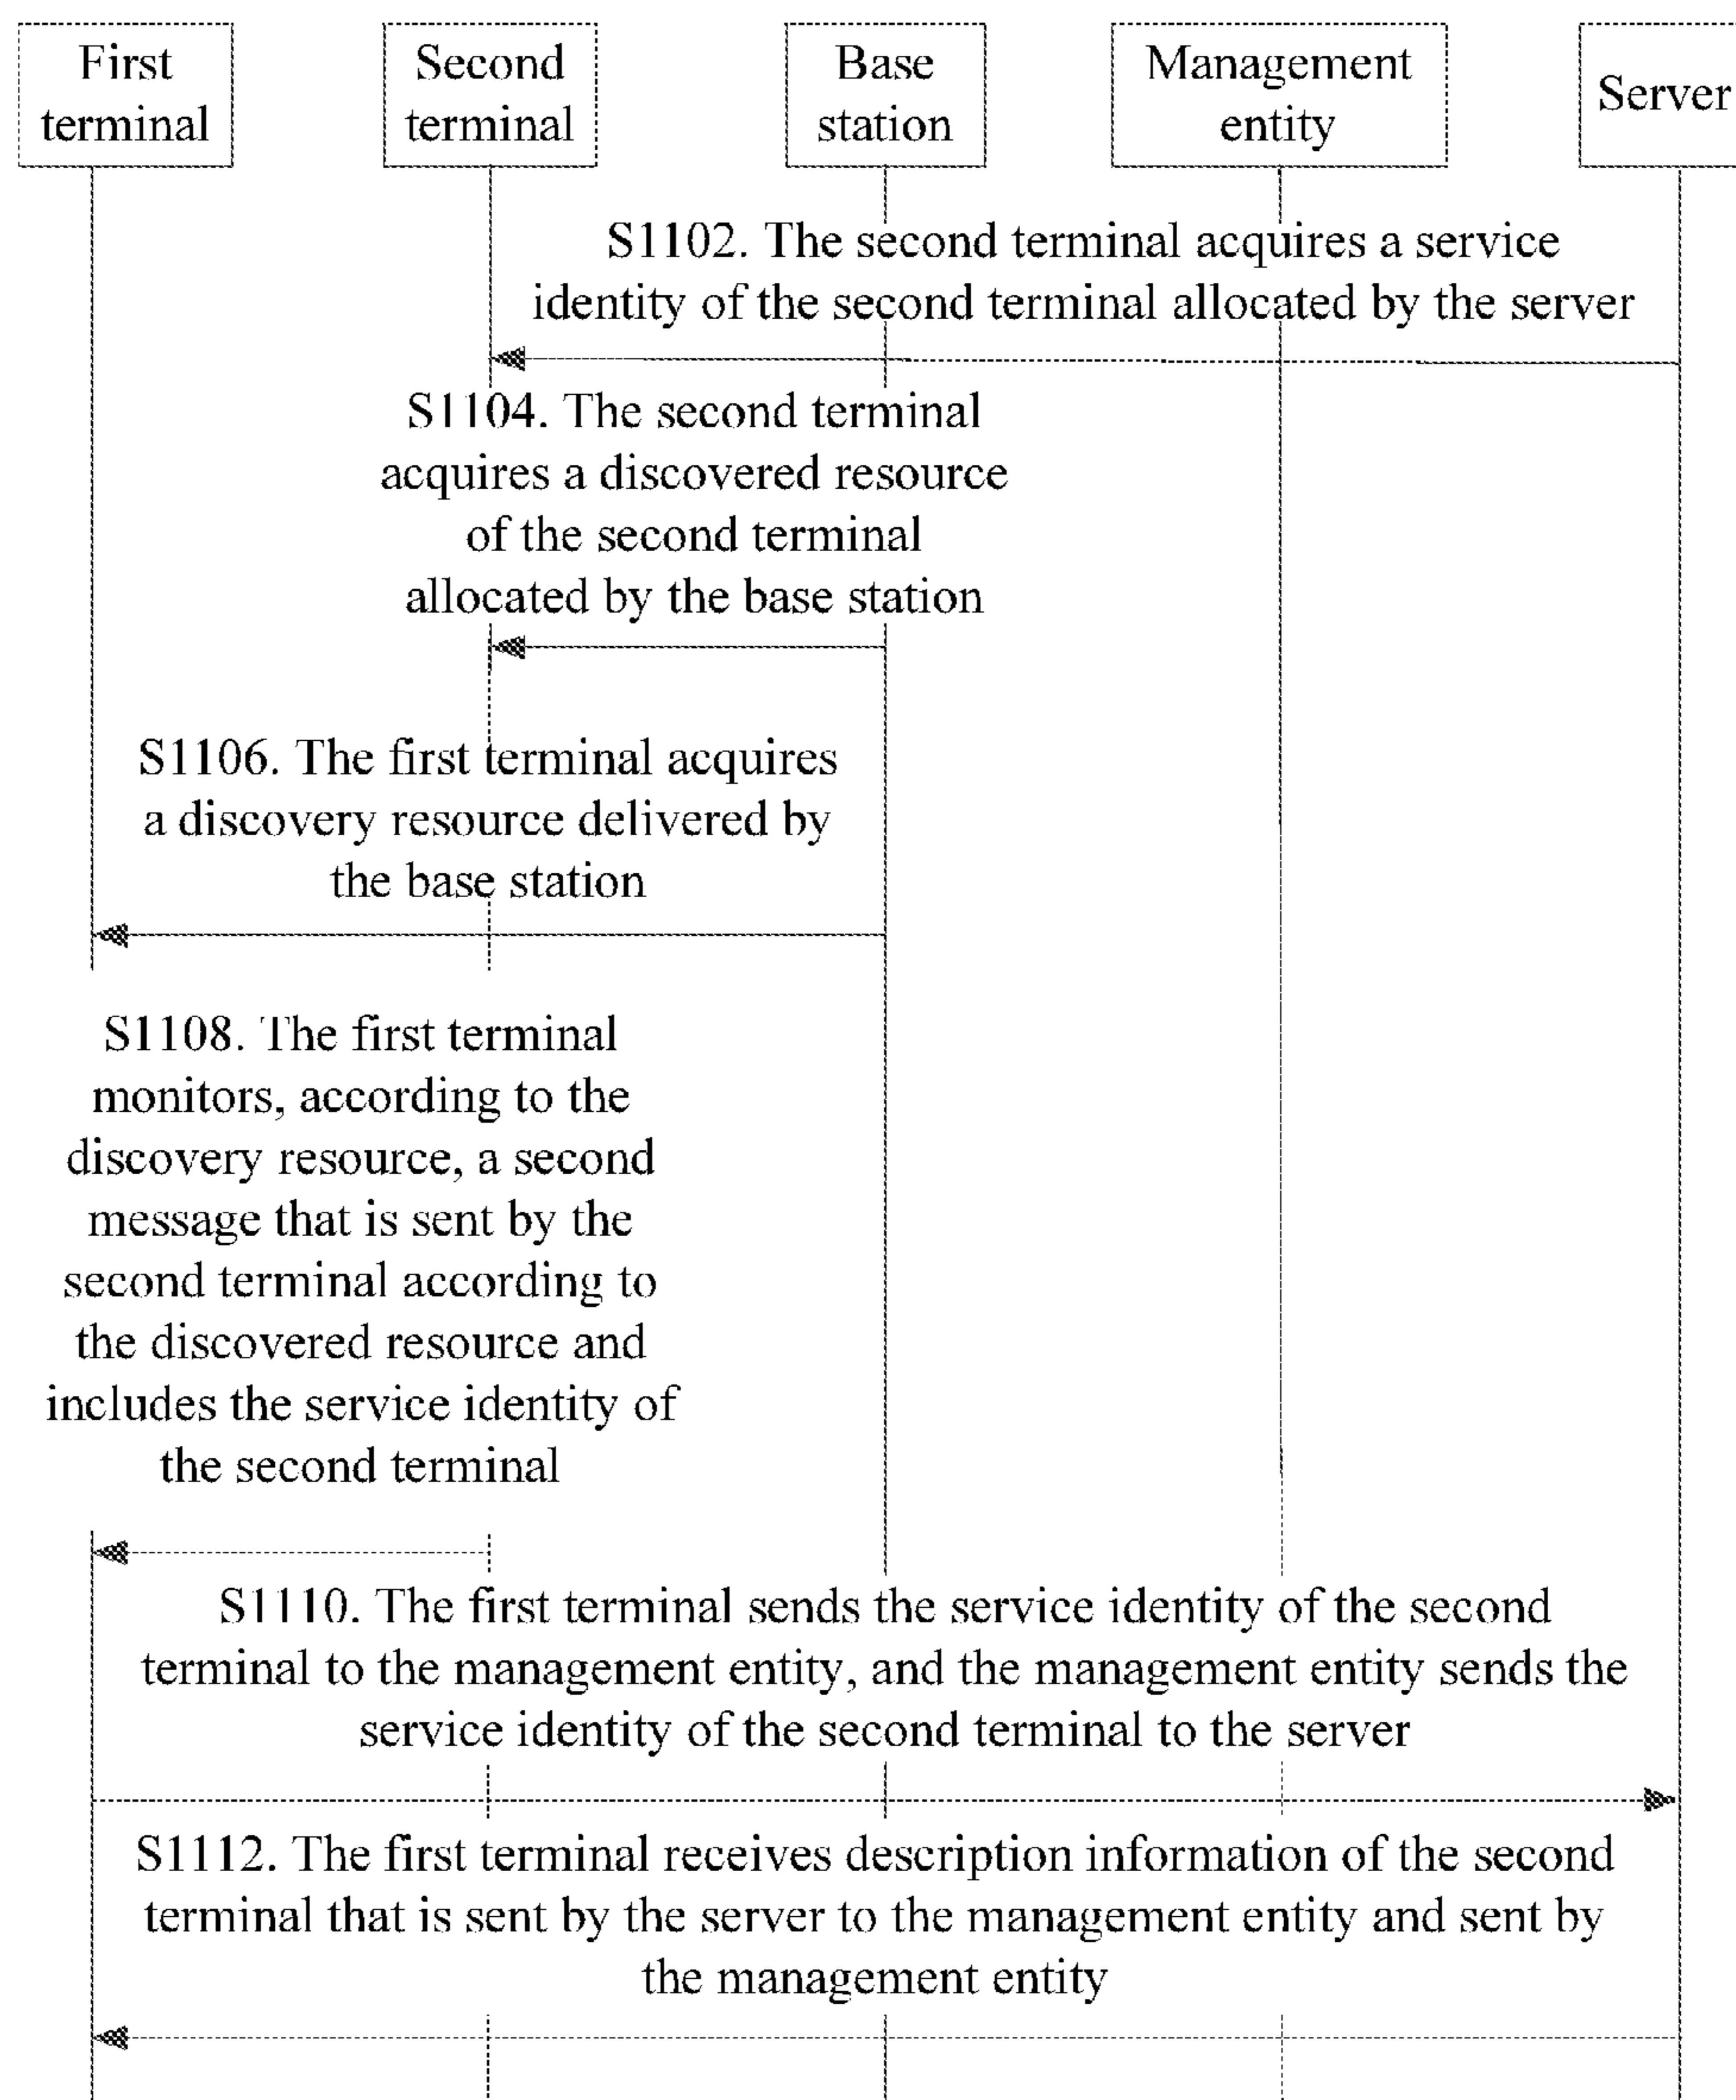 First
terminal
Second
terminal
Base
station
Management
entity
Server
S1102. The second terminal acquires a service
identity of the second terminal allocated by the server
S1104. The second terminal
acquires a discovered resource
of the second terminal
allocated by the base station
S1106. The first terminal acquires
a discovery resource delivered by
the base station
S1108. The first terminal
monitors, according to the
discovery resource, a second
message that is sent by the
second terminal according to
the discovered resource and
includes the service identity of
the second terminal
S1110. The first terminal sends the service identity of the second
terminal to the management entity, and the management entity sends the
service identity of the second terminal to the server
S1112. The first terminal receives description information of the second
terminal that is sent by the server to the management entity and sent by
the management entity